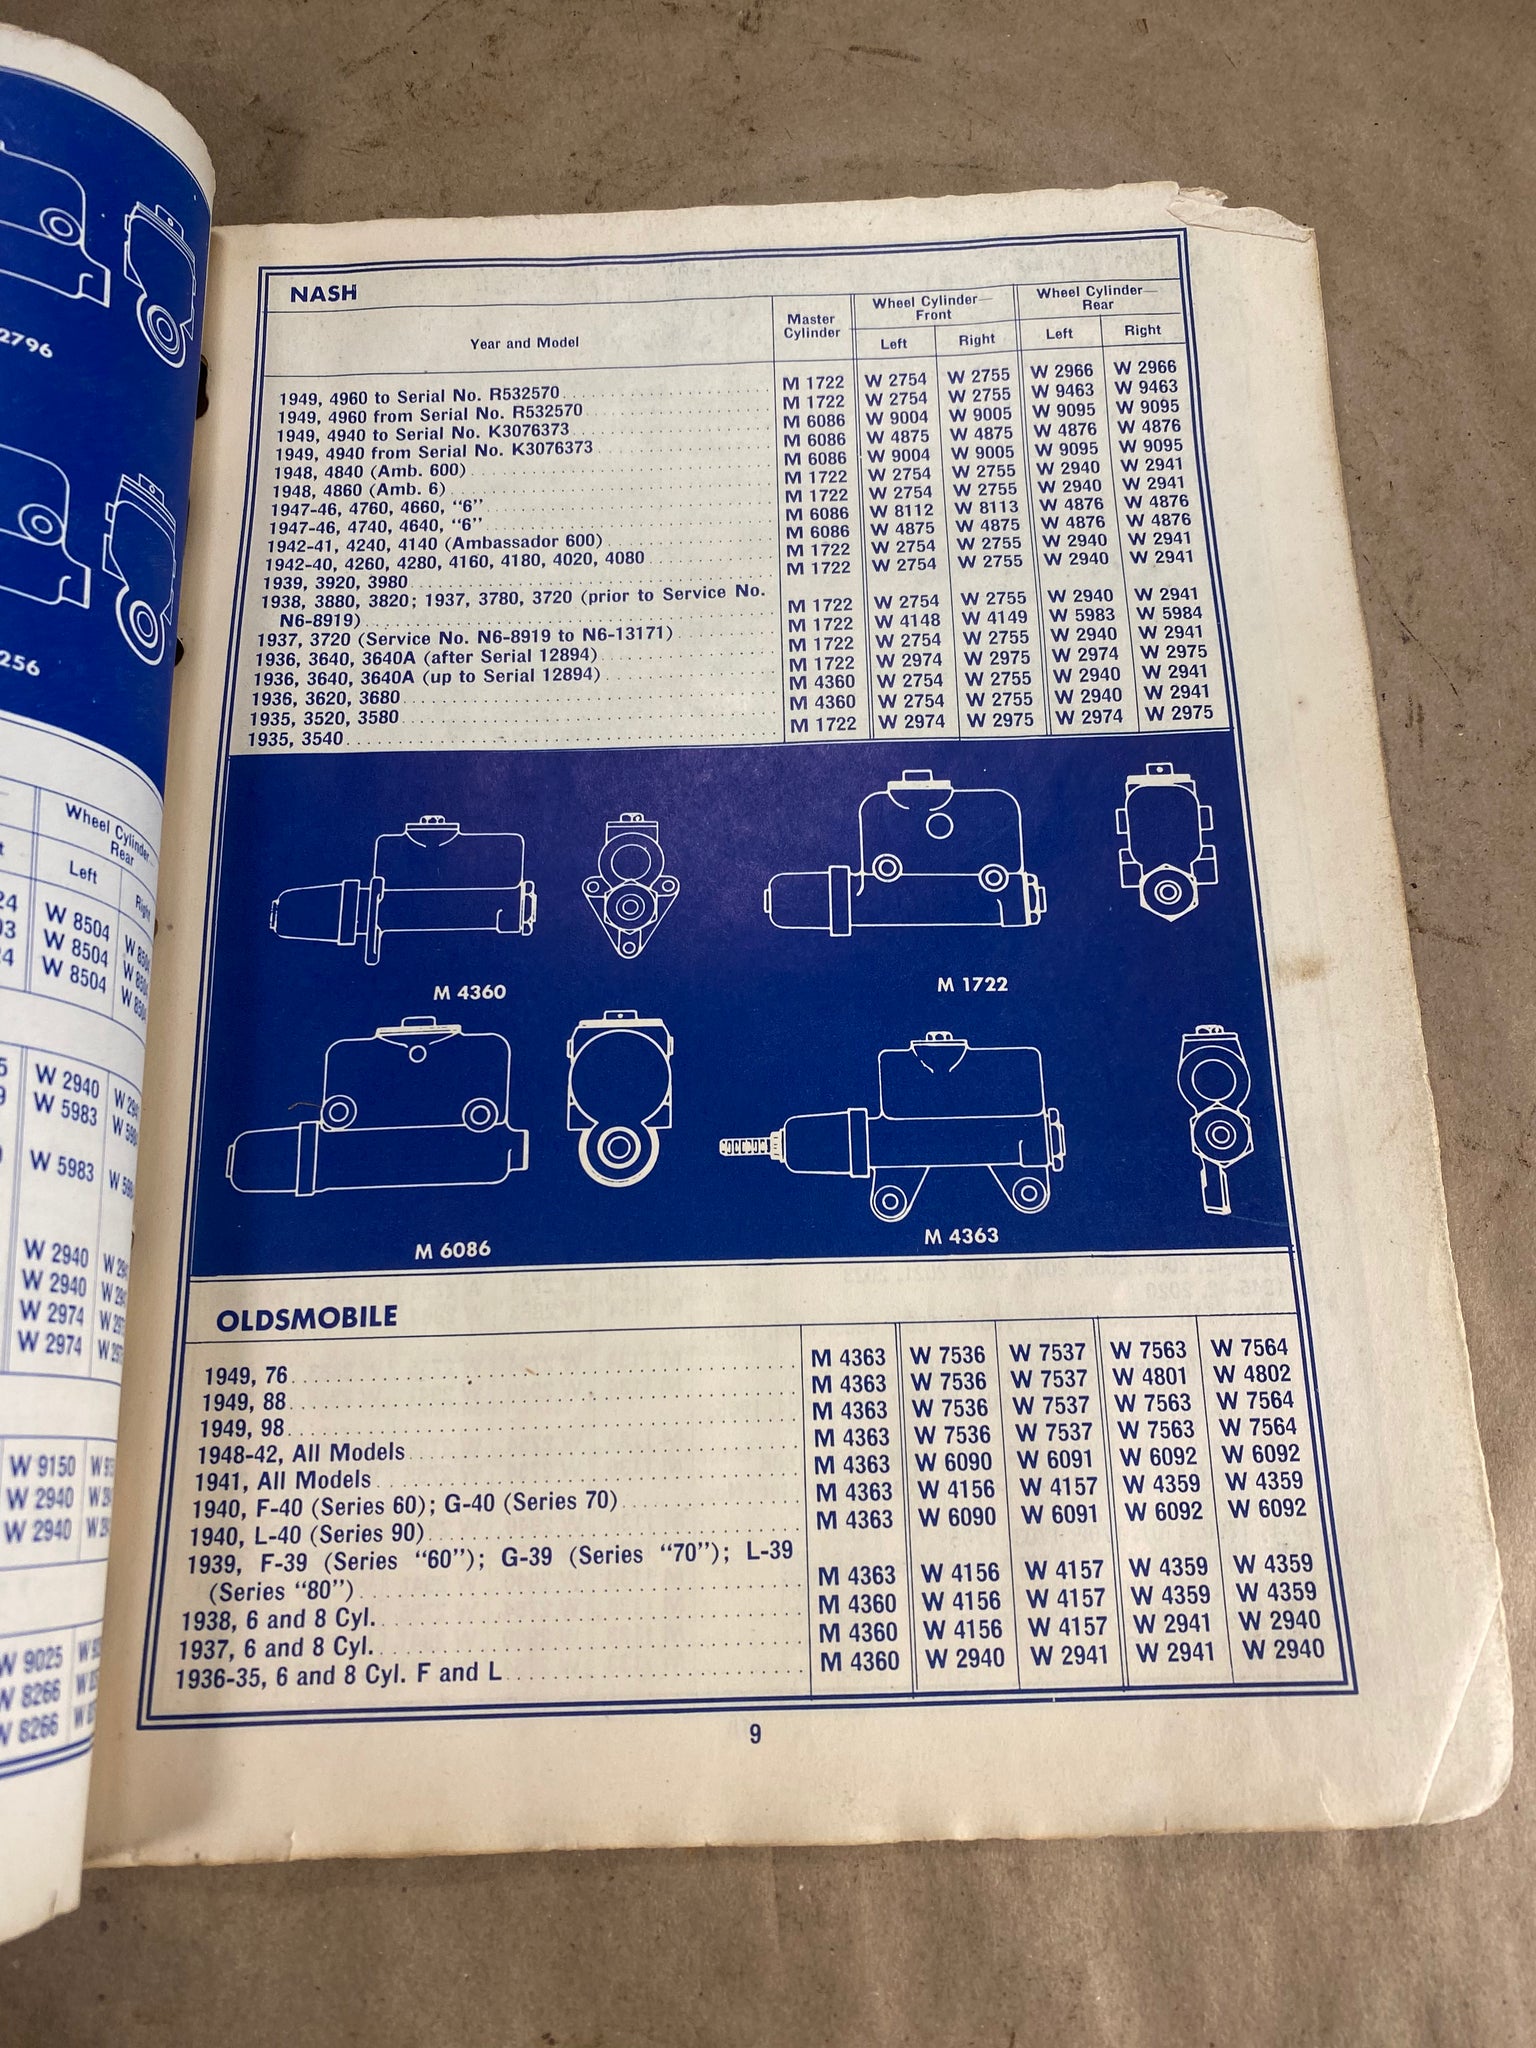 2796
256
Wheel Cylinder—
Rear
Left
Right
24 W 8504 W 8504
03 W 8504 W 8504
24 W 8504 W 8504
W 2940
W 5983
W 5983
W 2940
W 2940
W 2974
W 2974
W 9150
W 2940
W 2940
W 9025
W 8266
W 8266
NASH
Year and Model
Master
Cylinder
Wheel Cylinder—
Front
Left Right
Wheel Cylinder—
Rear
Left Right
1949, 4960 to Serial No. R532570 M 1722 W 2754 W 2755 W 2966 W 2966
1949, 4960 from Serial No. R532570 M 1722 W 2754 W 2755 W 9463 W 9463
1949, 4940 to Serial No. K3076373 M 6086 W 9004 W 9005 W 9095 W 9095
1949, 4940 from Serial No. K3076373 M 6086 W 4875 W 4875 W 4876 W 4876
1948, 4840 (Amb. 600) M 6086 W 9004 W 9005 W 9095 W 9095
1948, 4860 (Amb. 6) M 1722 W 2754 W 2755 W 2940 W 2941
1947-46, 4760, 4660, “6” M 1722 W 2754 W 2755 W 2940 W 2941
1947-46, 4740, 4640, “6” M 6086 W 8112 W 8113 W 4876 W 4876
1942-41, 4240, 4140 (Ambassador 600) M 6086 W 4875 W 4875 W 4876 W 4876
1942-40, 4260, 4280, 4160, 4180, 4020, 4080 M 1722 W 2754 W 2755 W 2940 W 2941
1939, 3920, 3980 M 1722 W 2754 W 2755 W 2940 W 2941
1938, 3880, 3820; 1937, 3780, 3720 (prior to Service No.
N6-8919) M 1722 W 2754 W 2755 W 2940 W 2941
1937, 3720 (Service No. N6-8919 to N6-13171) M 1722 W 4148 W 4149 W 5983 W 5984
1936, 3640, 3640A (after Serial 12894) M 1722 W 2754 W 2755 W 2940 W 2941
1936, 3640, 3640A (up to Serial 12894) M 1722 W 2974 W 2975 W 2974 W 2975
1936, 3620, 3680 M 4360 W 2754 W 2755 W 2940 W 2941
1935, 3520, 3580 M 4360 W 2754 W 2755 W 2940 W 2941
1935, 3540 M 1722 W 2974 W 2975 W 2974 W 2975
M 4360
M 1722
M 6086
M 4363
OLDSMOBILE
1949, 76 M 4363 W 7536 W 7537 W 7563 W 7564
1949, 88 M 4363 W 7536 W 7537 W 4801 W 4802
1949, 98 M 4363 W 7536 W 7537 W 7563 W 7564
1948-42, All Models M 4363 W 7536 W 7537 W 7563 W 7564
1941, All Models M 4363 W 6090 W 6091 W 6092 W 6092
1940, F-40 (Series 60); G-40 (Series 70) M 4363 W 4156 W 4157 W 4359 W 4359
1940, L-40 (Series 90) M 4363 W 6090 W 6091 W 6092 W 6092
1939, F-39 (Series “60”); G-39 (Series “70”); L-39
(Series “80”) M 4363 W 4156 W 4157 W 4359 W 4359
1938, 6 and 8 Cyl. M 4360 W 4156 W 4157 W 4359 W 4359
1937, 6 and 8 Cyl. M 4360 W 4156 W 4157 W 2941 W 2940
1936-35, 6 and 8 Cyl. F and L M 4360 W 2940 W 2941 W 2941 W 2940
9